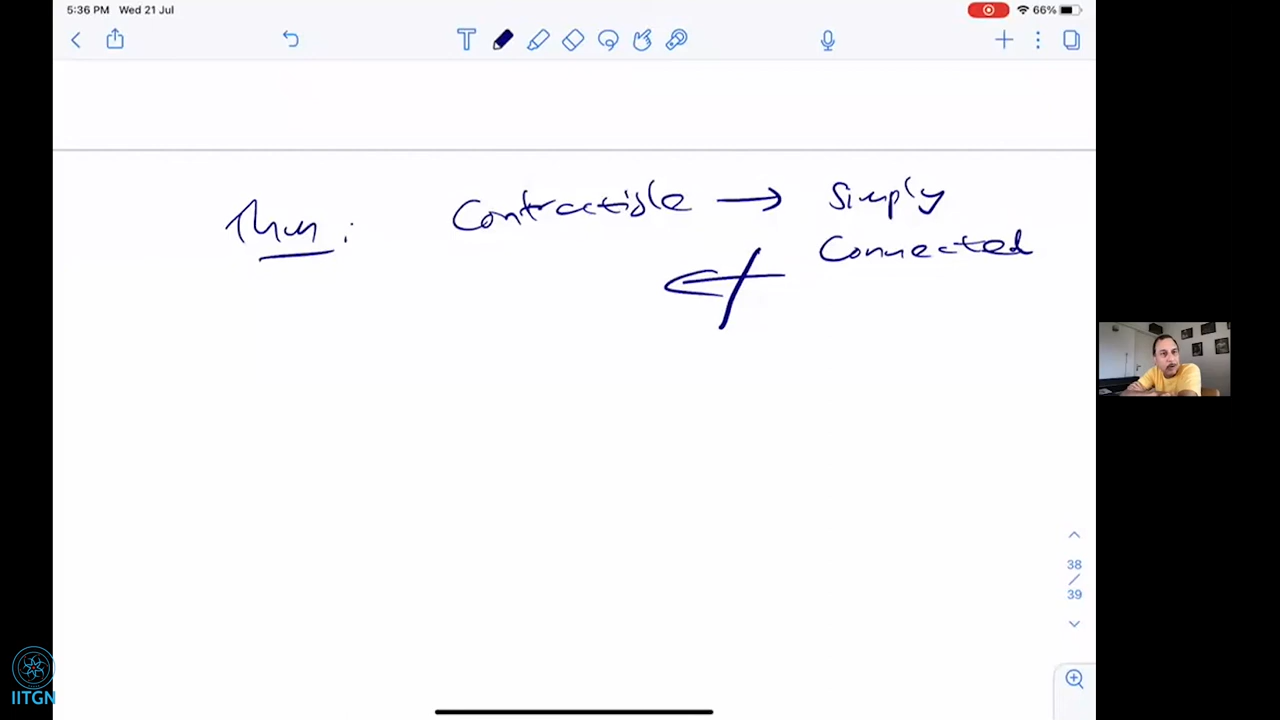 5:36 PM Wed 21 Jul
66%
T
Thm: Contractible → Simply
Connected
38
/
39
IITGN